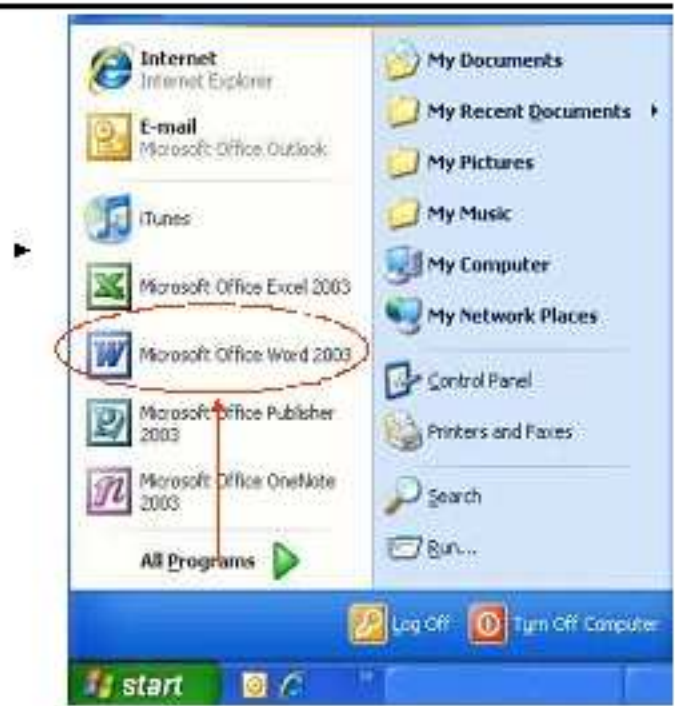 Internet
Internet Explorer
E-mail
Microsoft Office Outlook
iTunes
Microsoft Office Excel 2003
Microsoft Office Word 2003
Microsoft Office Publisher
2003
Microsoft Office OneNote
2003
All Programs
My Documents
My Recent Documents
My Pictures
My Music
My Computer
My Network Places
Control Panel
Printers and Faxes
Search
Run...
Log Off
Turn Off Computer
start